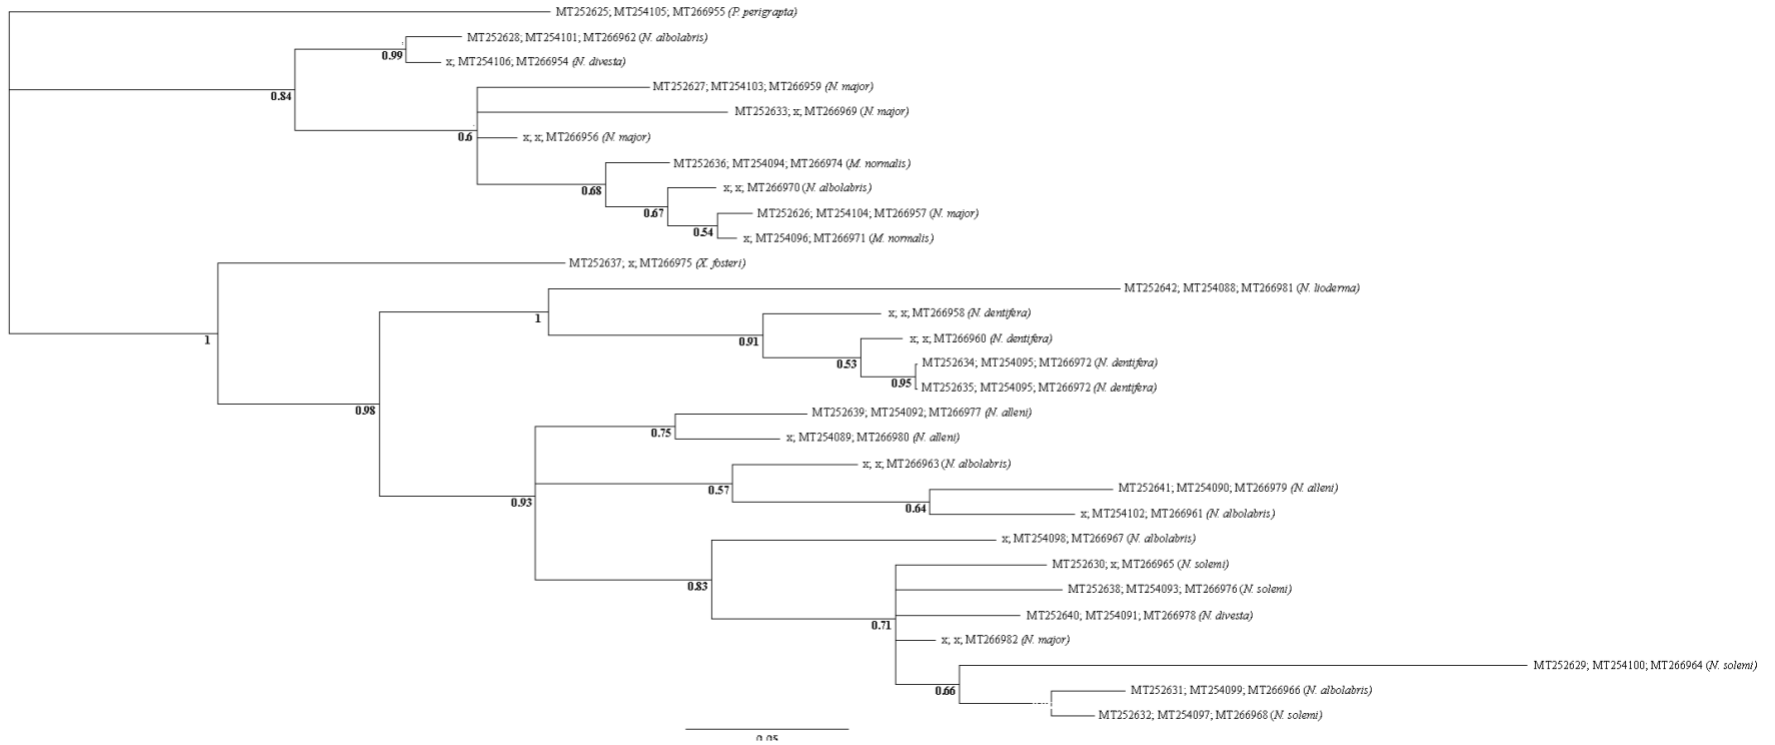 MT252625; MT254105; MT266955 (P. perigrapta)
MT252628; MT254101; MT266962 (N. albolabris)
0.99
x; MT254106; MT266954 (N. divesta)
0.84
MT252627; MT254103; MT266959 (N. major)
MT252633; x; MT266969 (N. major)
0.6
x; x; MT266956 (N. major)
MT252636; MT254094; MT266974 (M. normalis)
0.68
x; x; MT266970 (N. albolabris)
0.67
MT252626; MT254104; MT266957 (N. major)
0.54
x; MT254096; MT266971 (M. normalis)
MT252637; x; MT266975 (X. fosteri)
1
MT252642; MT254088; MT266981 (N. lioderma)
1
x; x; MT266958 (N. dentifera)
0.91
x; x; MT266960 (N. dentifera)
0.53
MT252634; MT254095; MT266972 (N. dentifera)
0.95
MT252635; MT254095; MT266972 (N. dentifera)
0.98
MT252639; MT254092; MT266977 (N. alleni)
0.75
x; MT254089; MT266980 (N. alleni)
0.93
x; x; MT266963 (N. albolabris)
0.57
MT252641; MT254090; MT266979 (N. alleni)
0.64
x; MT254102; MT266961 (N. albolabris)
x; MT254098; MT266967 (N. albolabris)
0.83
MT252630; x; MT266965 (N. solemi)
MT252638; MT254093; MT266976 (N. solemi)
MT252640; MT254091; MT266978 (N. divesta)
0.71
x; x; MT266982 (N. major)
MT252629; MT254100; MT266964 (N. solemi)
0.66
MT252631; MT254099; MT266966 (N. albolabris)
MT252632; MT254097; MT266968 (N. solemi)
0.05